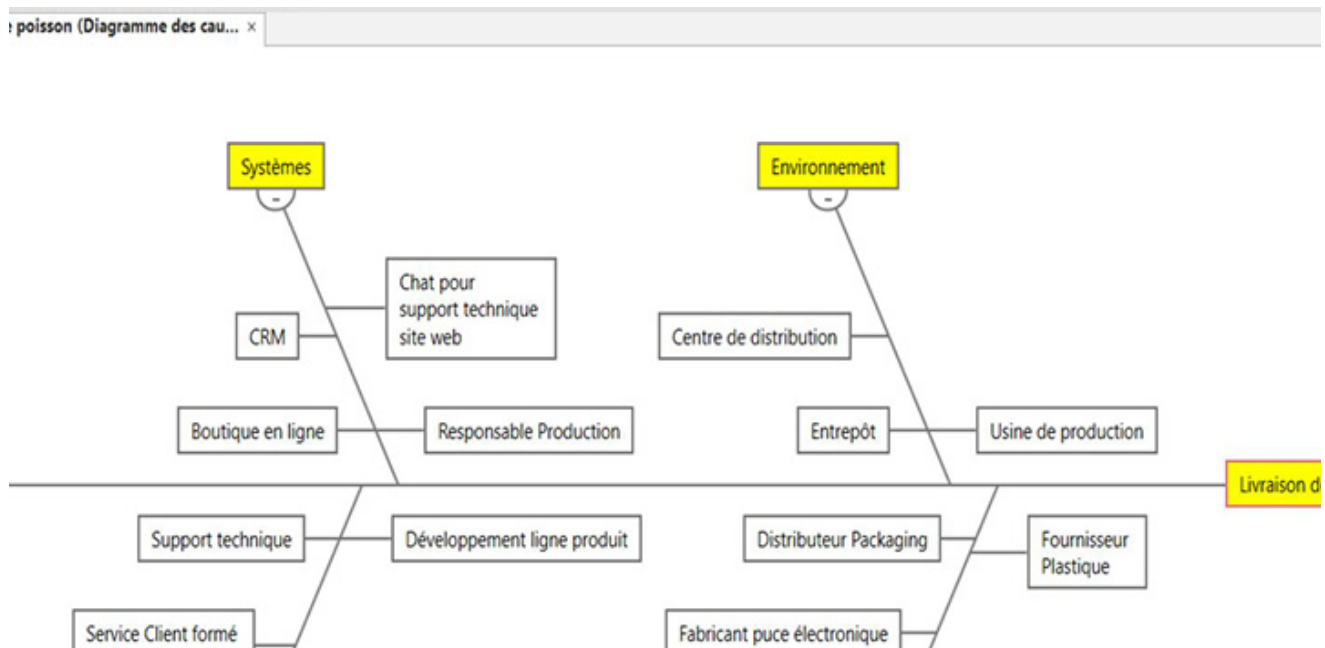 poisson (Diagramme des cau... ×
Systèmes
Environnement
Chat pour
support technique
site web
CRM
Centre de distribution
Boutique en ligne
Responsable Production
Entrepôt
Usine de production
Livraison
Support technique
Développement ligne produit
Distributeur Packaging
Fournisseur
Plastique
Service Client formé
Fabricant puce électronique